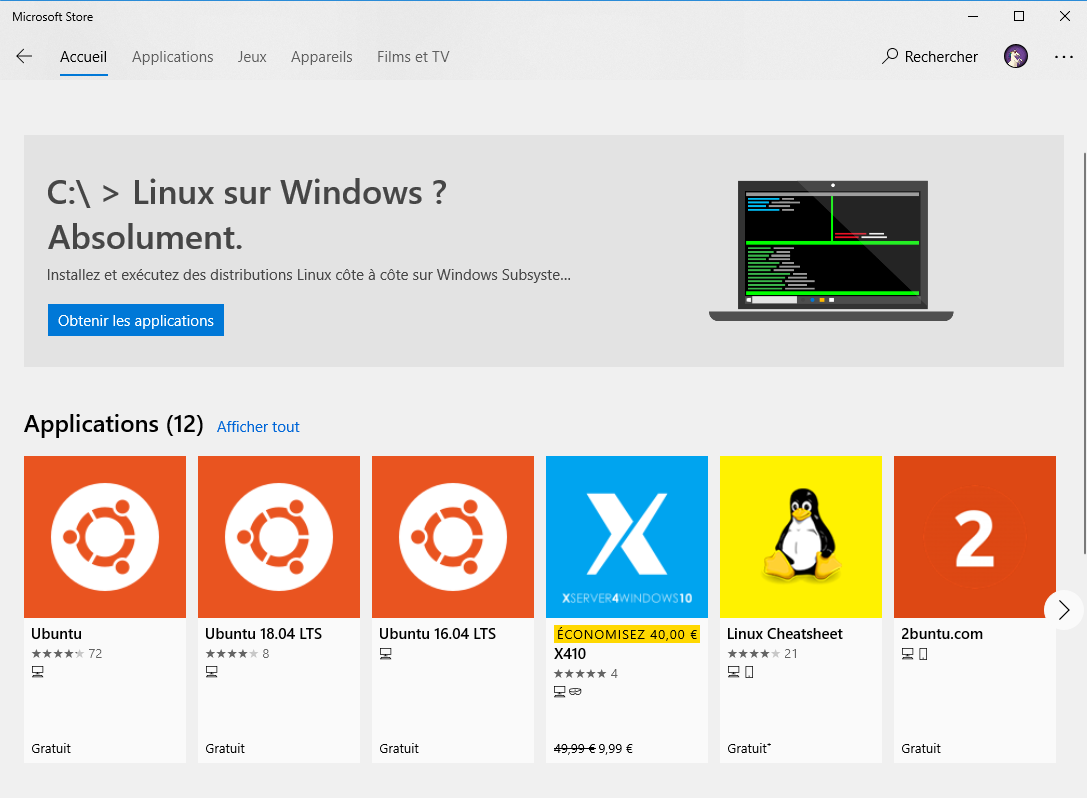 Microsoft Store
Accueil Applications Jeux Appareils Films et TV Rechercher
C:\ > Linux sur Windows ?
Absolument.
Installez et exécutez des distributions Linux côte à côte sur Windows Subsyste...
Obtenir les applications
Applications (12) Afficher tout
XSERVER4WINDOWS10
2
Ubuntu
72
Gratuit
Ubuntu 18.04 LTS
8
Gratuit
Ubuntu 16.04 LTS
Gratuit
ÉCONOMISEZ 40,00 €
X410
4
49,99 € 9,99 €
Linux Cheatsheet
21
Gratuit*
2buntu.com
Gratuit